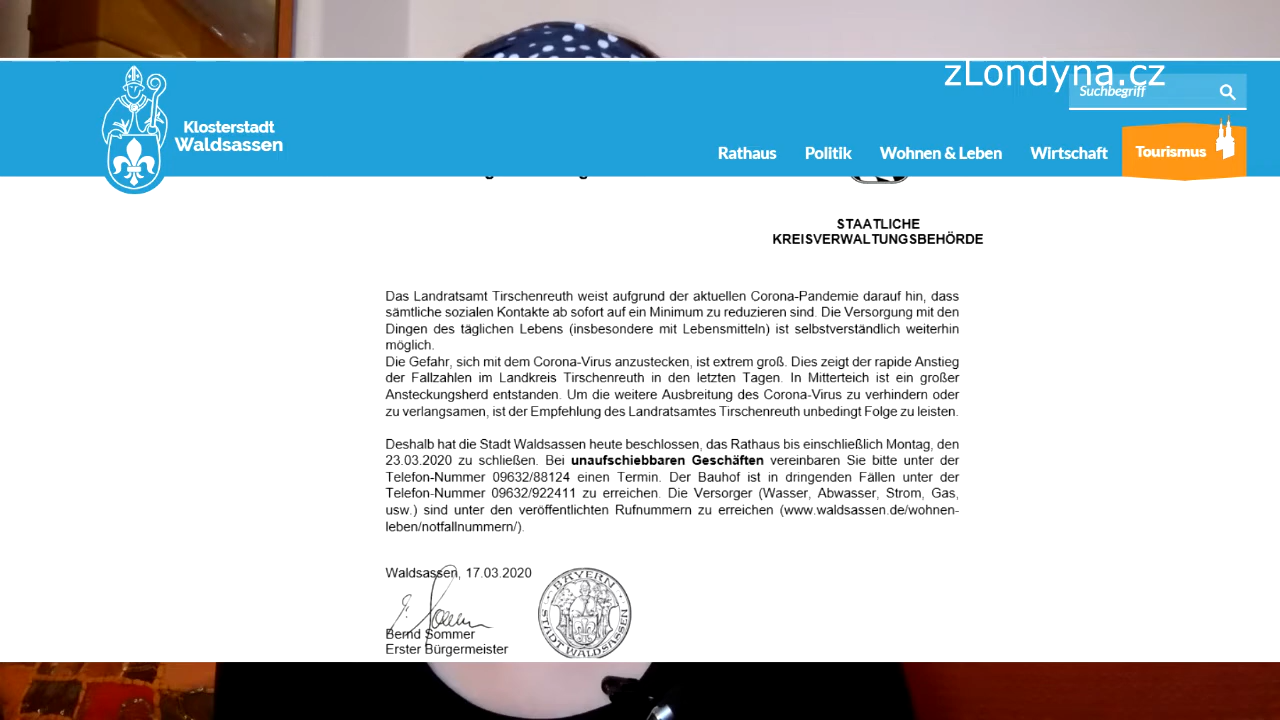 zLondyna.cz
Suchbegriff
Klosterstadt
Waldsassen
Rathaus Politik Wohnen & Leben Wirtschaft Tourismus
STAATLICHE
KREISVERWALTUNGSBEHÖRDE
Das Landratsamt Tirschenreuth weist aufgrund der aktuellen Corona-Pandemie darauf hin, dass
sämtliche sozialen Kontakte ab sofort auf ein Minimum zu reduzieren sind. Die Versorgung mit den
Dingen des täglichen Lebens (insbesondere mit Lebensmitteln) ist selbstverständlich weiterhin
möglich.
Die Gefahr, sich mit dem Corona-Virus anzustecken, ist extrem groß. Dies zeigt der rapide Anstieg
der Fallzahlen im Landkreis Tirschenreuth in den letzten Tagen. In Mitterteich ist ein großer
Ansteckungsherd entstanden. Um die weitere Ausbreitung des Corona-Virus zu verhindern oder
zu verlangsamen, ist der Empfehlung des Landratsamtes Tirschenreuth unbedingt Folge zu leisten.
Deshalb hat die Stadt Waldsassen heute beschlossen, das Rathaus bis einschließlich Montag, den
23.03.2020 zu schließen. Bei unaufschiebbaren Geschäften vereinbaren Sie bitte unter der
Telefon-Nummer 09632/88124 einen Termin. Der Bauhof ist in dringenden Fällen unter der
Telefon-Nummer 09632/922411 zu erreichen. Die Versorger (Wasser, Abwasser, Strom, Gas,
usw.) sind unter den veröffentlichten Rufnummern zu erreichen (www.waldsassen.de/wohnen-
leben/notfallnummern/).
Waldsassen, 17.03.2020
BAYERN
STADT WALDSASSEN
Bernd Sommer
Erster Bürgermeister